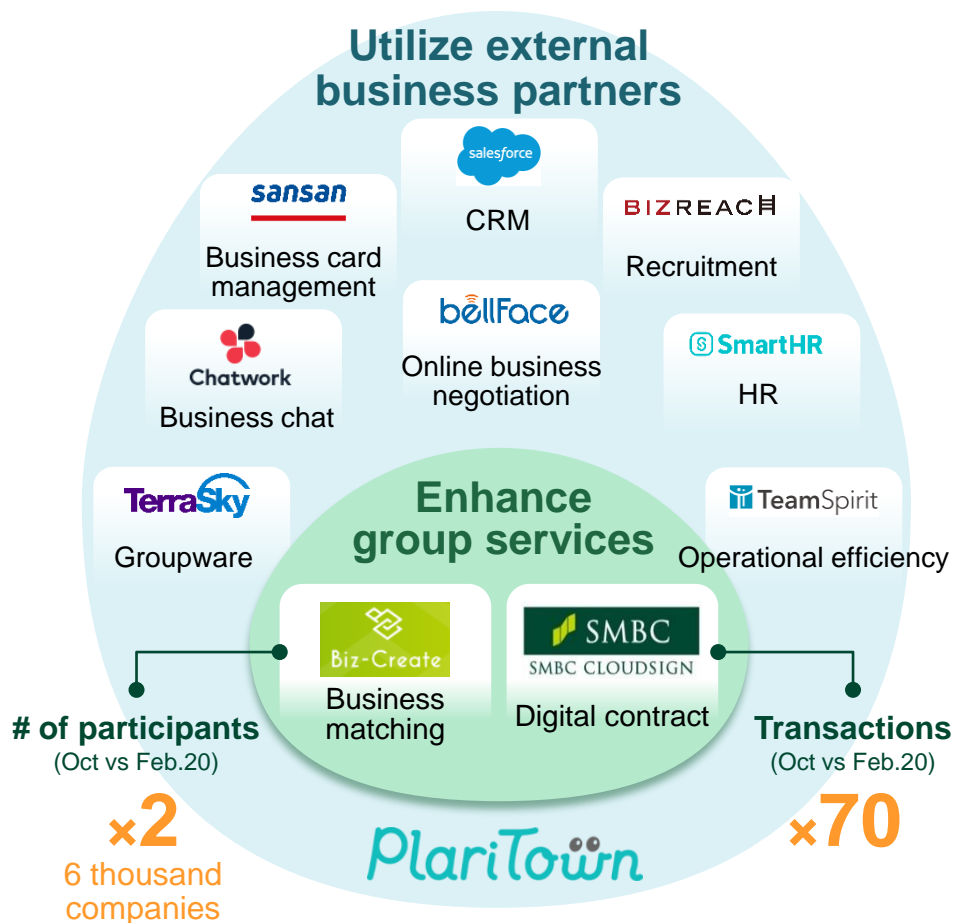 Utilize external
business partners
salesforce
CRM
sansan
Business card
management
BIZREACH
Recruitment
bellFace
Online business
negotiation
Chatwork
Business chat
SmartHR
HR
TerraSky
Groupware
TeamSpirit
Operational efficiency
Enhance
group services
Biz-Create
Business
matching
SMBC
SMBC CLOUDSIGN
Digital contract
# of participants
(Oct vs Feb.20)
×2
6 thousand
companies
Transactions
(Oct vs Feb.20)
×70
PlariTown